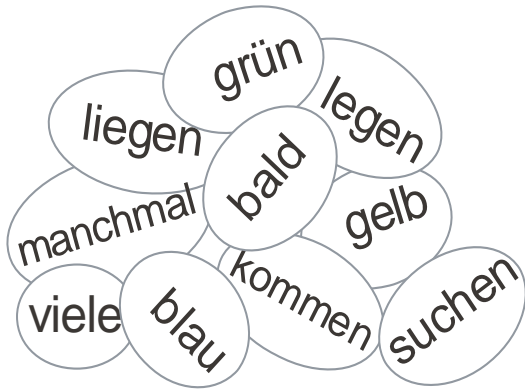 grün
legen
liegen
bald
manchmal
gelb
kommen
suchen
viele
blau